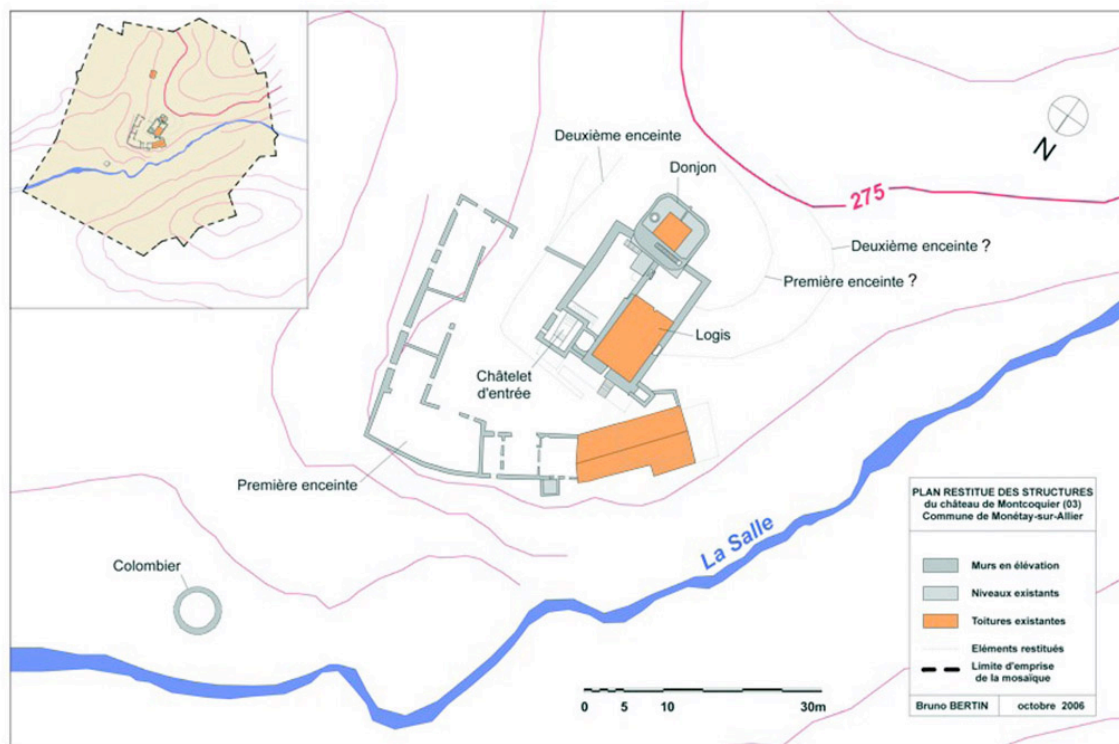 Deuxième enceinte
Donjon
N
275
Deuxième enceinte ?
Première enceinte ?
Logis
Châtelet
d'entrée
Première enceinte
Colombier
La Salle
0 5 10 30m
PLAN RESTITUE DES STRUCTURES
du château de Montcoquier (03)
Commune de Monétay-sur-Allier
Murs en élévation
Niveaux existants
Toitures existantes
Eléments restitués
Limite d'emprise
de la mosaïque
Bruno BERTIN octobre 2006